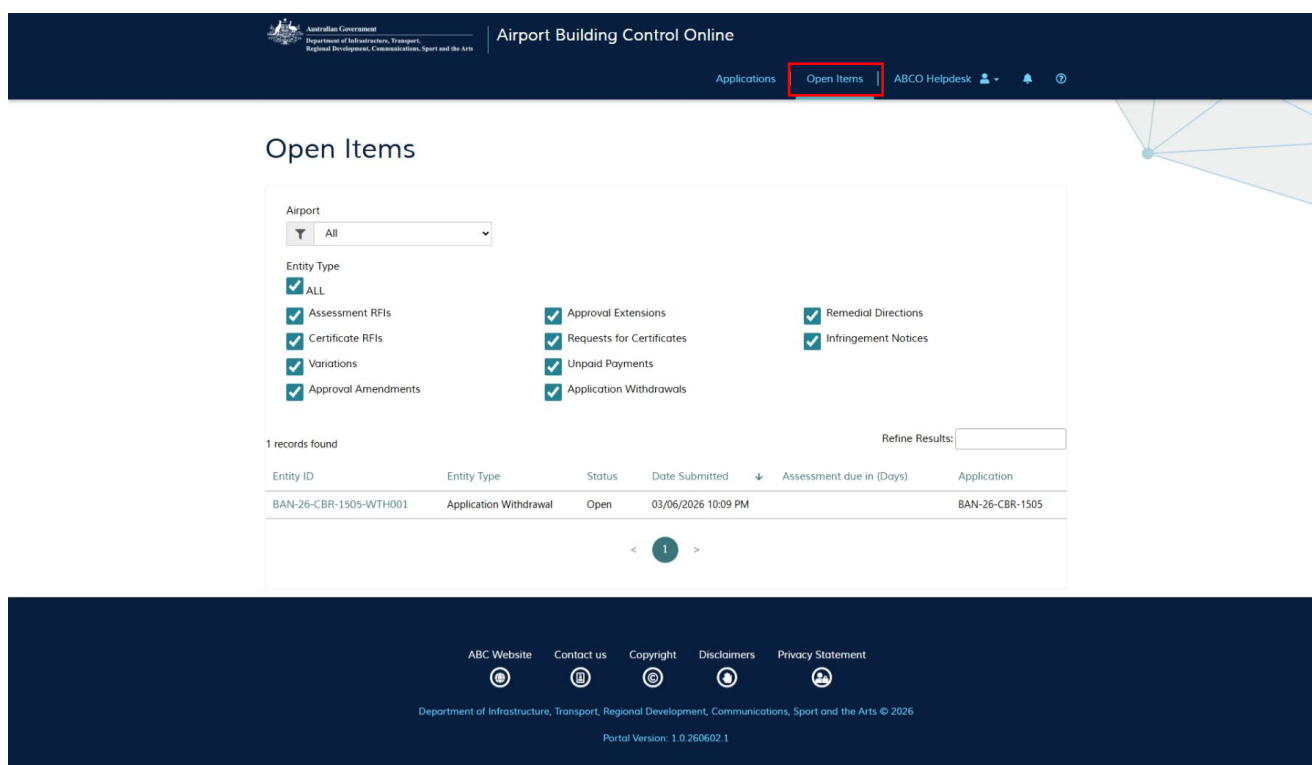 Australian Government
Department of Infrastructure, Transport,
Regional Development, Communications, Sport and the Arts
Airport Building Control Online
Applications Open Items ABCO Helpdesk
Open Items
Airport
All
Entity Type
ALL
Assessment RFIs Approval Extensions Remedial Directions
Certificate RFIs Requests for Certificates Infringement Notices
Variations Unpaid Payments
Approval Amendments Application Withdrawals
1 records found Refine Results:
Entity ID Entity Type Status Date Submitted ↓ Assessment due in (Days) Application
BAN-26-CBR-1505-WTH001 Application Withdrawal Open 03/06/2026 10:09 PM BAN-26-CBR-1505
< 1 >
ABC Website Contact us Copyright Disclaimers Privacy Statement
Department of Infrastructure, Transport, Regional Development, Communications, Sport and the Arts © 2026
Portal Version: 1.0.260602.1